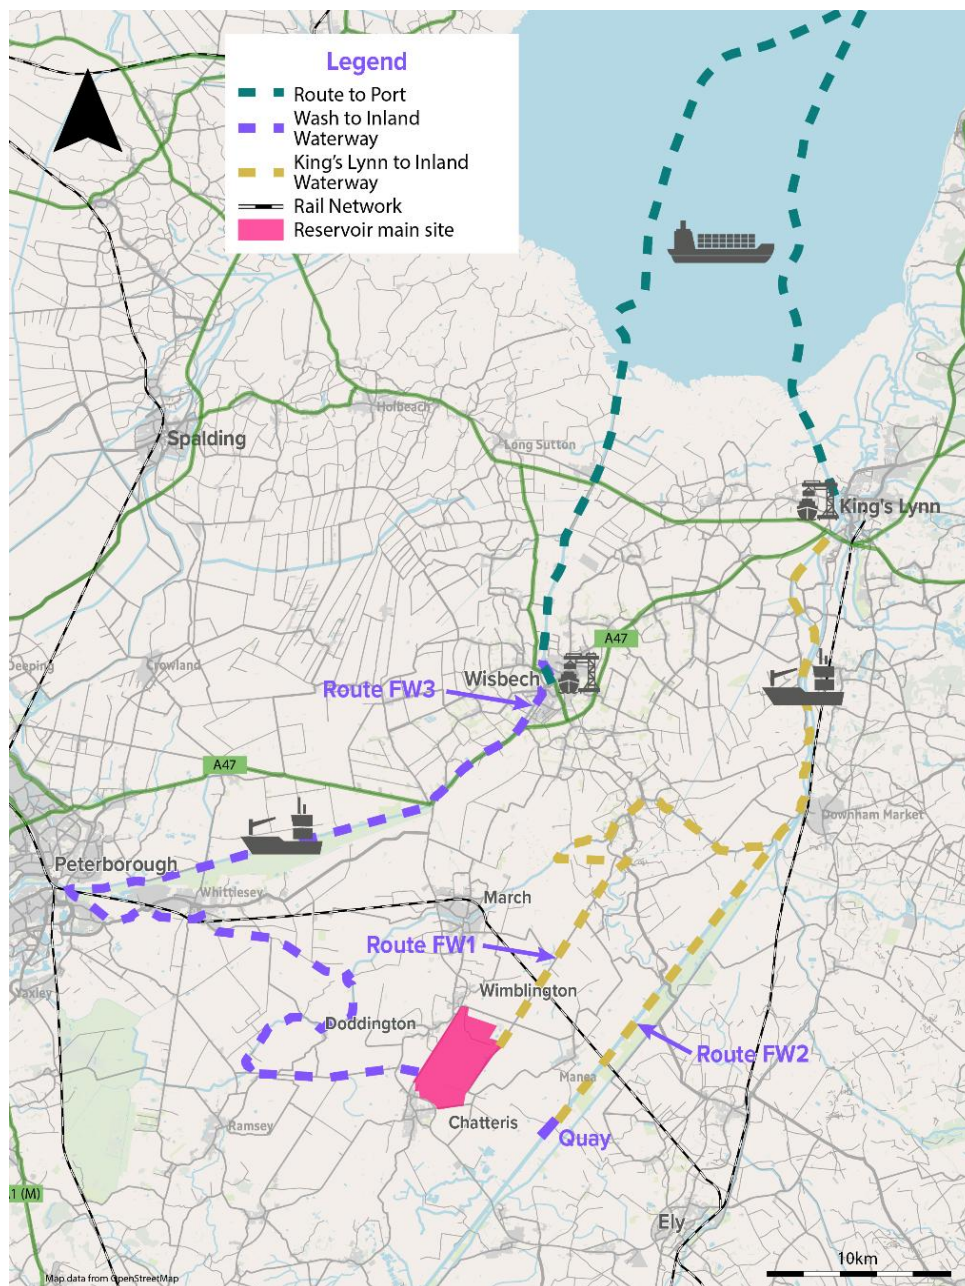 Legend
Route to Port
Wash to Inland
Waterway
King's Lynn to Inland
Waterway
Rail Network
Reservoir main site
Holbeach
Spalding
Long Sutton
King's Lynn
A47
Deeping
Crowland
Wisbech
Route FW3
A47
Downham Market
Peterborough
Whittlesey
March
Route FW1
Yaxley
Wimblington
Doddington
Route FW2
Manea
Chatteris
Ramsey
Quay
1 (M)
Ely
10km
Map data from OpenStreetMap